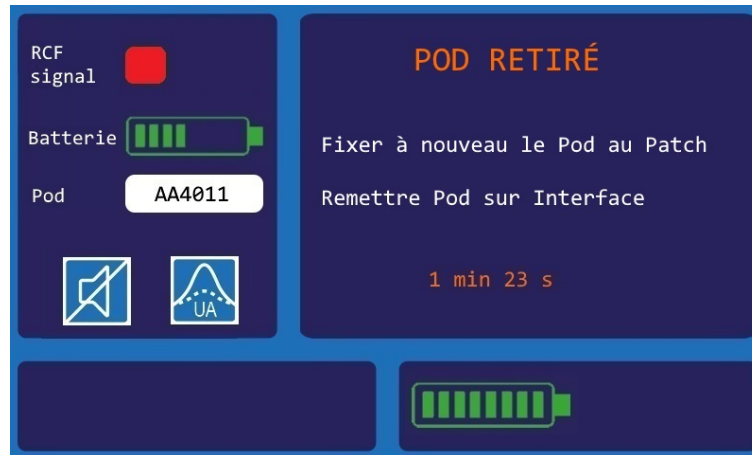 RCF
signal
Batterie
Pod
AA4011
UA
POD RETIRÉ
Fixer à nouveau le Pod au Patch
Remettre Pod sur Interface
1 min 23 s